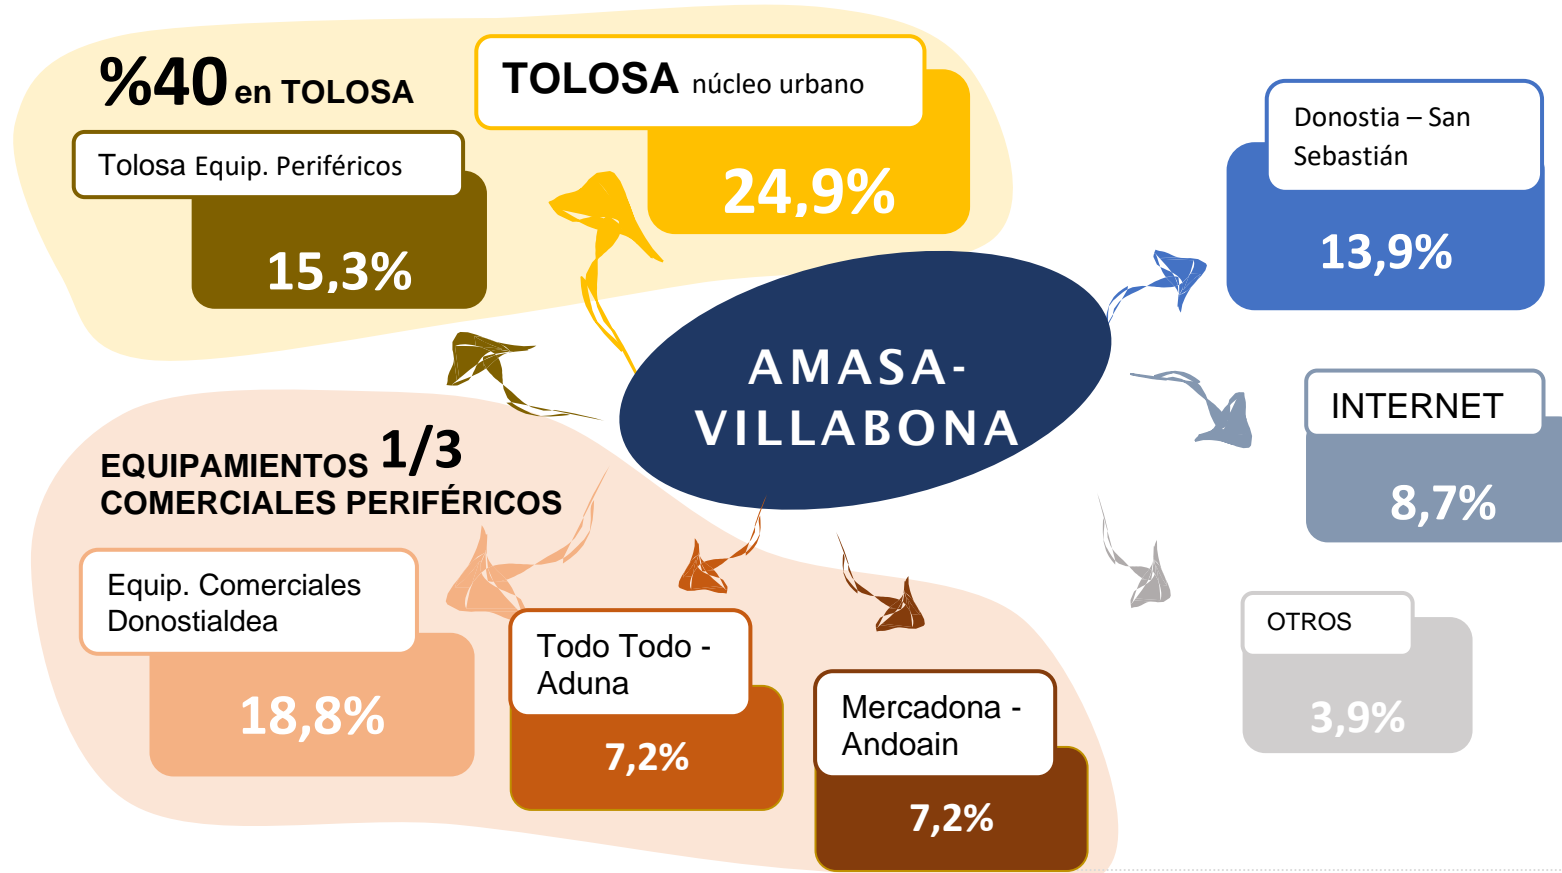 %40 en TOLOSA
TOLOSA núcleo urbano
24,9%
Tolosa Equip. Periféricos
15,3%
Donostia – San
Sebastián
13,9%
AMASA-
VILLABONA
INTERNET
8,7%
EQUIPAMIENTOS 1/3
COMERCIALES PERIFÉRICOS
Equip. Comerciales
Donostialdea
18,8%
Todo Todo -
Aduna
7,2%
Mercadona -
Andoain
7,2%
OTROS
3,9%